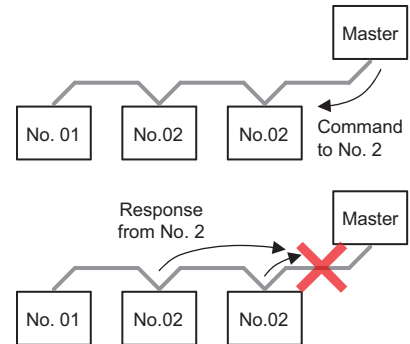 Master
No. 01
No.02
No.02
Command
to No. 2
Response
from No. 2
Master
No. 01
No.02
No.02